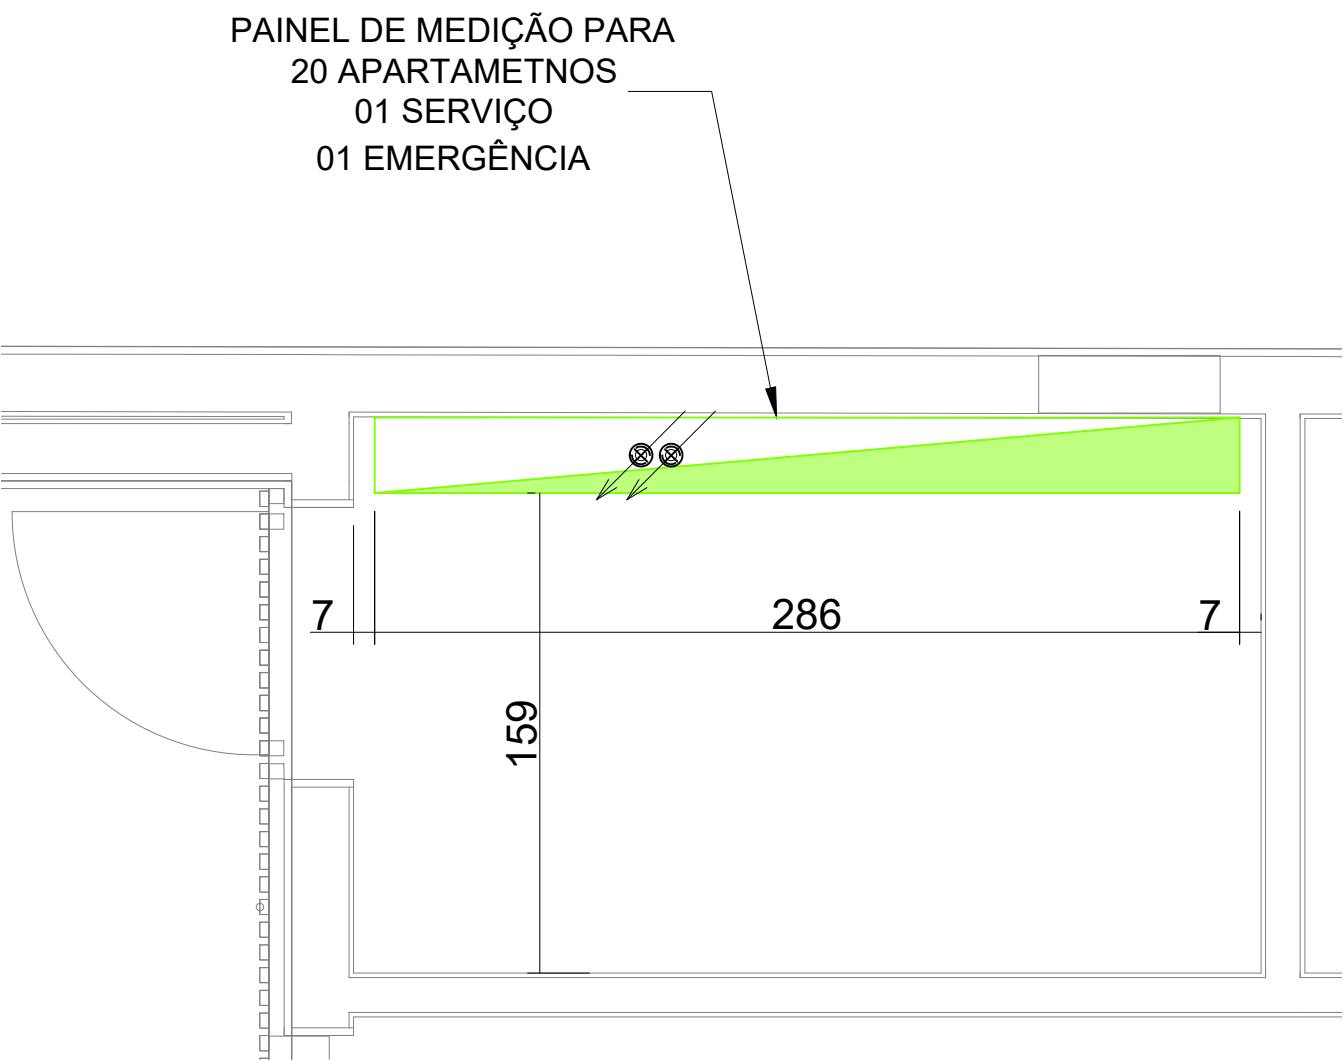 PAINEL DE MEDIÇÃO PARA
20 APARTAMETNOS
01 SERVIÇO
01 EMERGÊNCIA
7
286
7
159